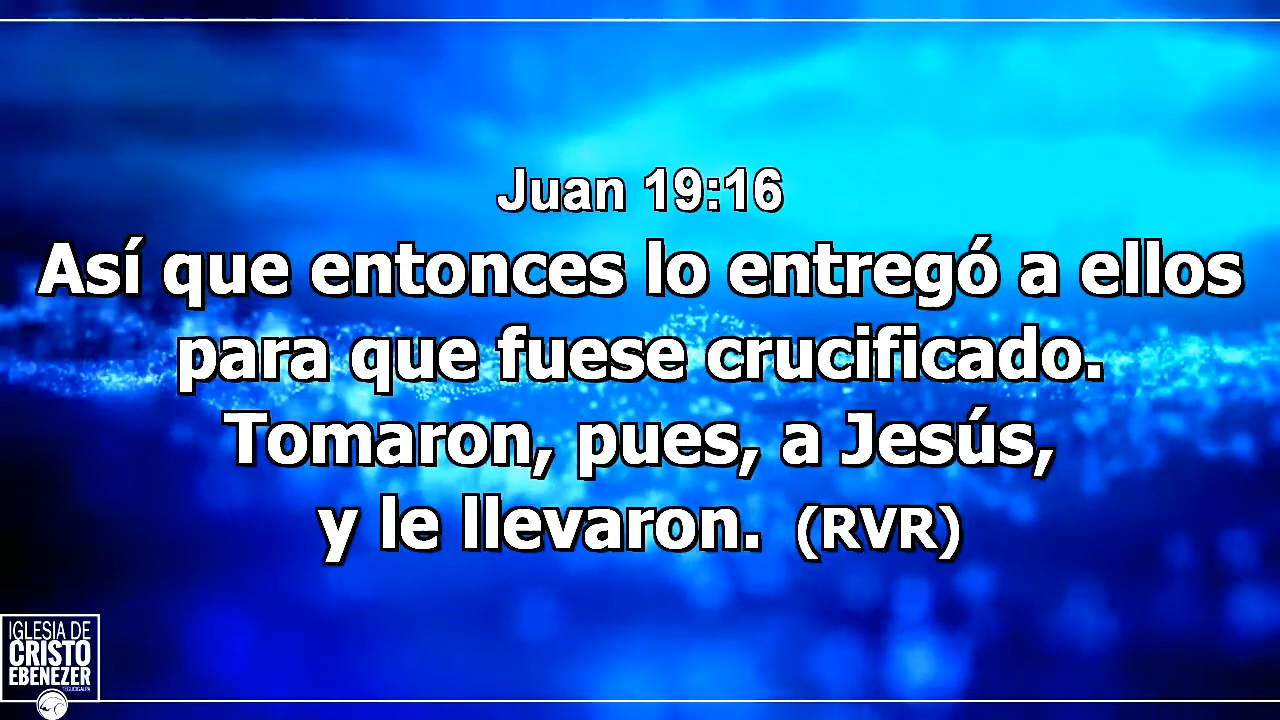 Juan 19:16
Así que entonces lo entregó a ellos
para que fuese crucificado.
Tomaron, pues, a Jesús,
y le llevaron. (RVR)
IGLESIA DE
CRISTO
EBENEZER
TEGUCIGALPA